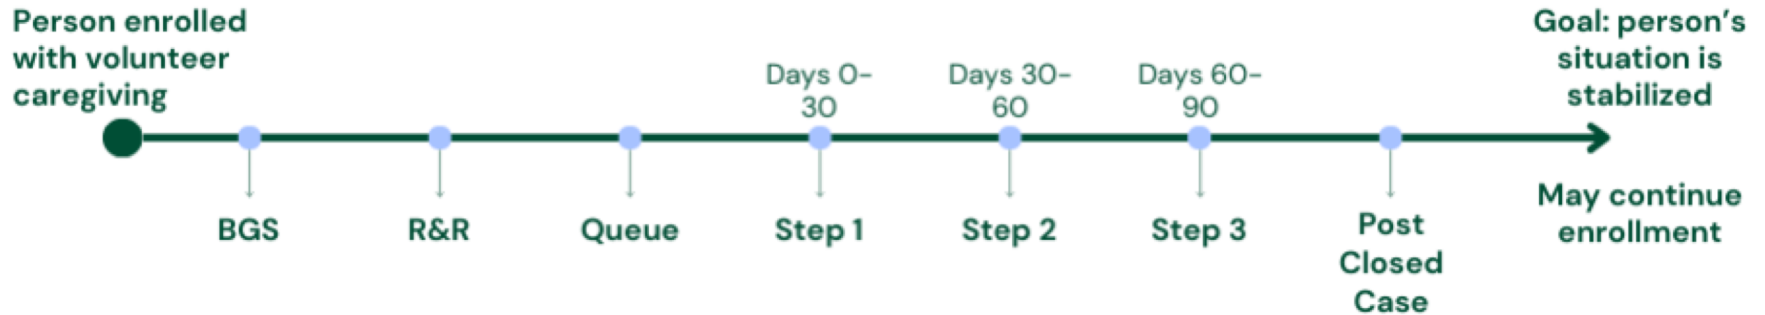 Person enrolled
with volunteer
caregiving
Days 0-
30
Days 30-
60
Days 60-
90
Goal: person's
situation is
stabilized
BGS
R&R
Queue
Step 1
Step 2
Step 3
Post
Closed
Case
May continue
enrollment